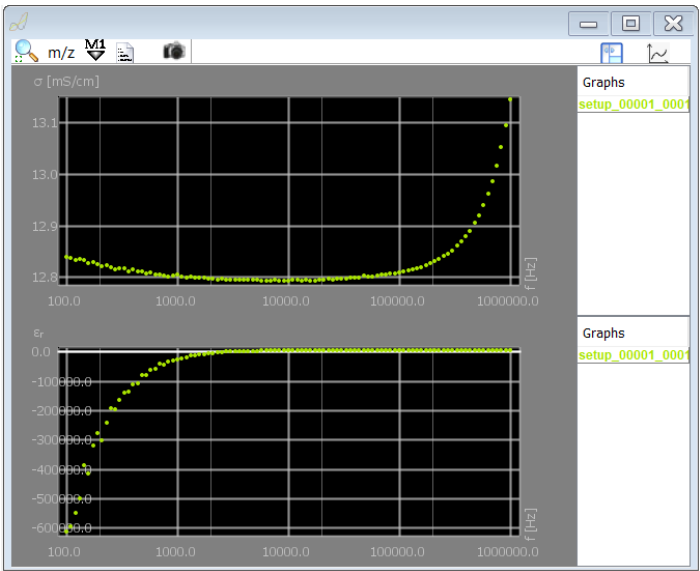 m/z M1
σ [mS/cm]
13.1
13.0
12.9
12.8
100.0 1000.0 10000.0 100000.0 1000000.0
f [Hz]
Graphs
setup_00001_0001
εr
0.0
-100000.0
-200000.0
-300000.0
-400000.0
-500000.0
-600000.0
100.0 1000.0 10000.0 100000.0 1000000.0
f [Hz]
Graphs
setup_00001_0001